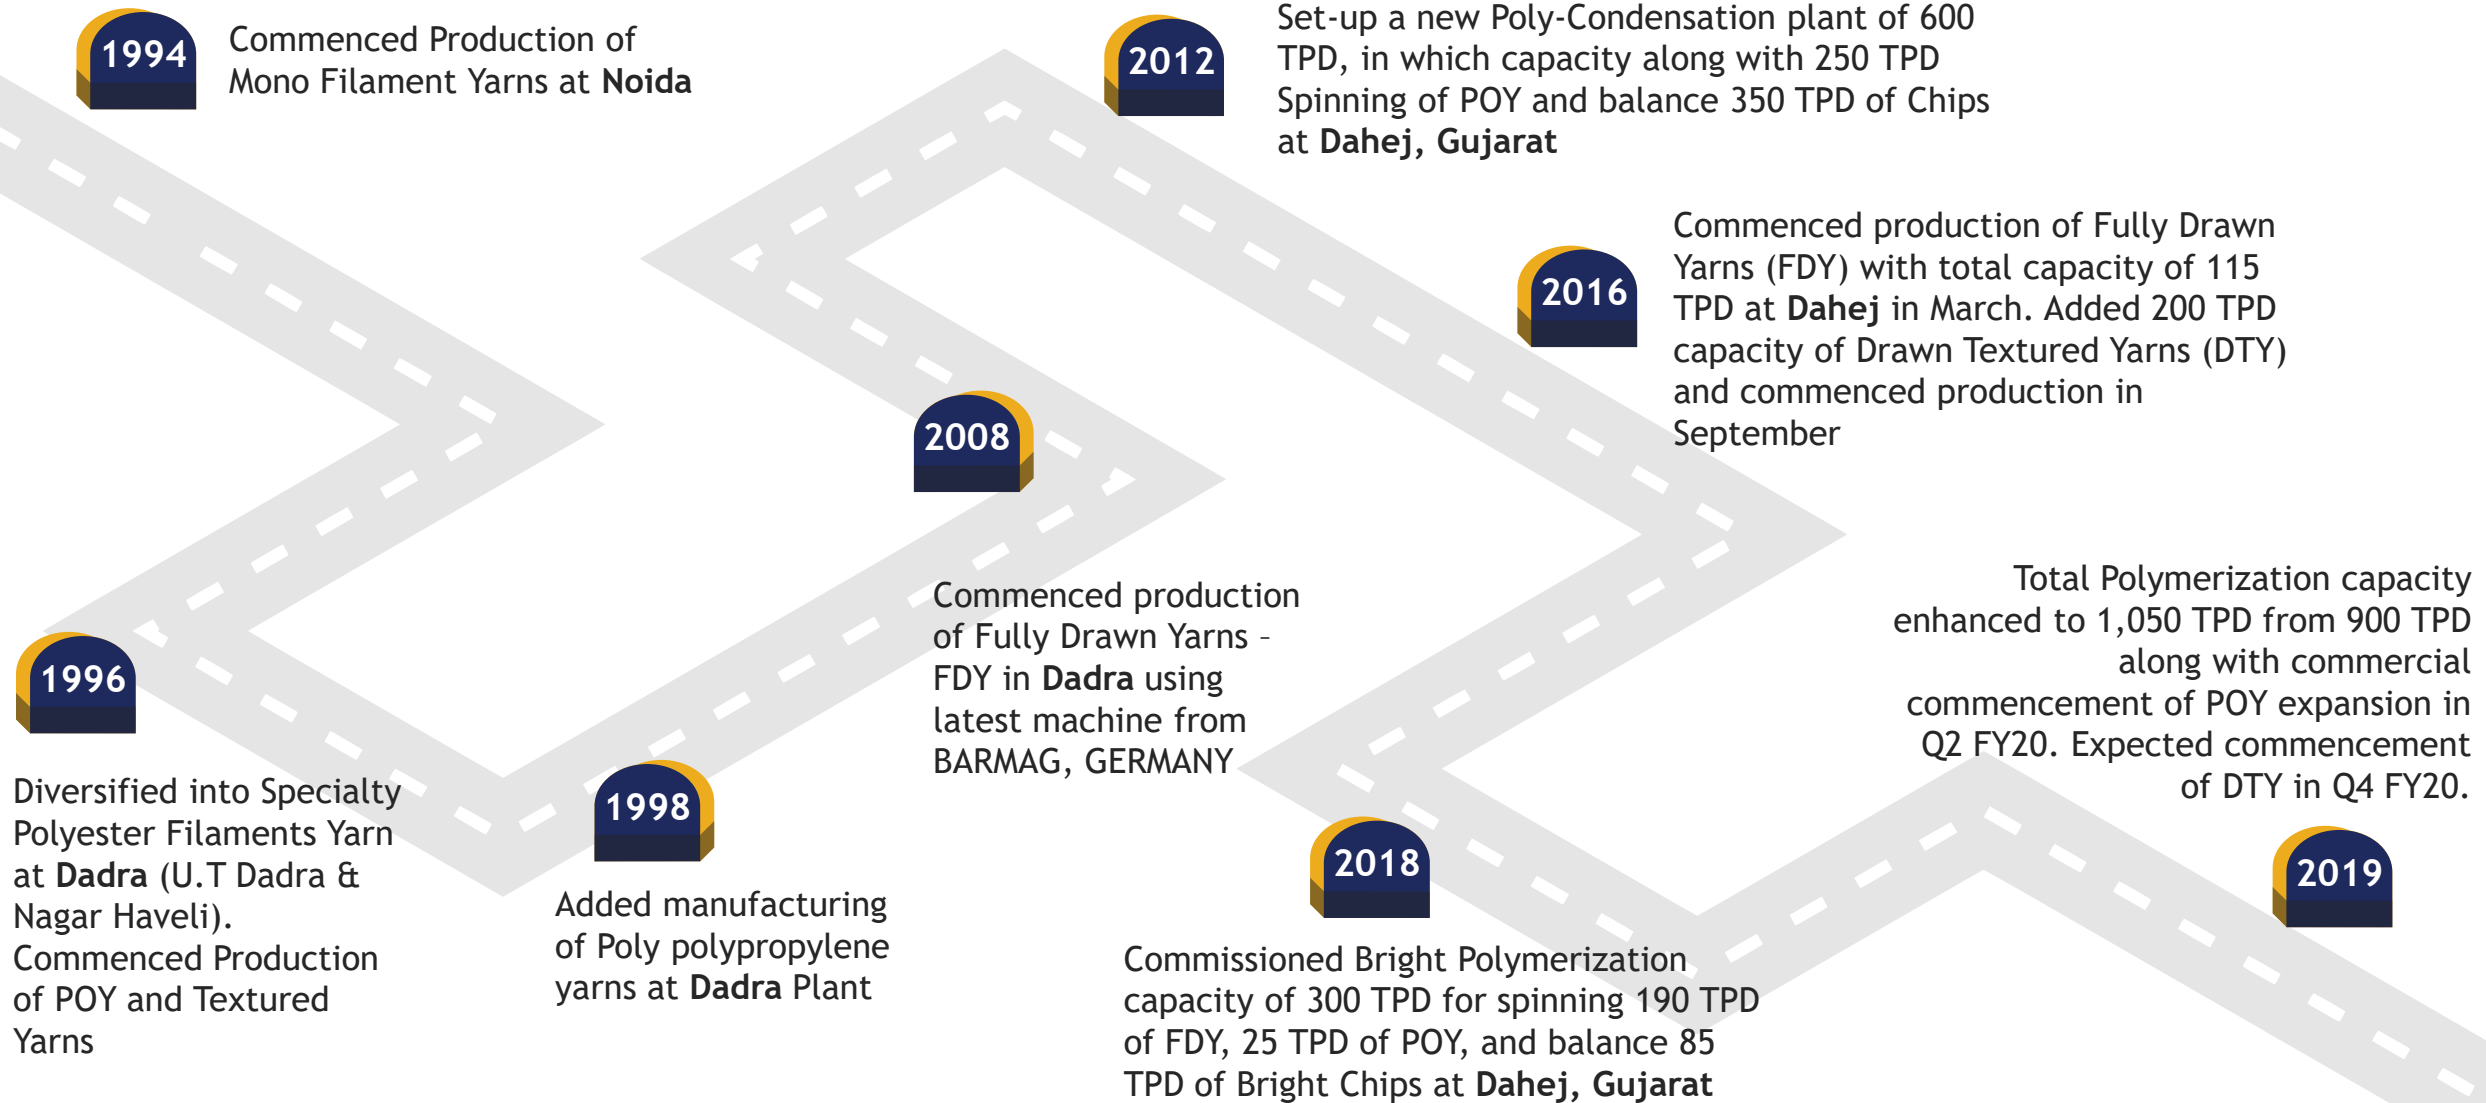 1994
Commenced Production of
Mono Filament Yarns at Noida
1996
Diversified into Specialty
Polyester Filaments Yarn
at Dadra (U.T Dadra &
Nagar Haveli).
Commenced Production
of POY and Textured
Yarns
1998
Added manufacturing
of Poly polypropylene
yarns at Dadra Plant
2008
Commenced production
of Fully Drawn Yarns –
FDY in Dadra using
latest machine from
BARMAG, GERMANY
2012
Set-up a new Poly-Condensation plant of 600
TPD, in which capacity along with 250 TPD
Spinning of POY and balance 350 TPD of Chips
at Dahej, Gujarat
2016
Commenced production of Fully Drawn
Yarns (FDY) with total capacity of 115
TPD at Dahej in March. Added 200 TPD
capacity of Drawn Textured Yarns (DTY)
and commenced production in
September
2018
Commissioned Bright Polymerization
capacity of 300 TPD for spinning 190 TPD
of FDY, 25 TPD of POY, and balance 85
TPD of Bright Chips at Dahej, Gujarat
Total Polymerization capacity
enhanced to 1,050 TPD from 900 TPD
along with commercial
commencement of POY expansion in
Q2 FY20. Expected commencement
of DTY in Q4 FY20.
2019